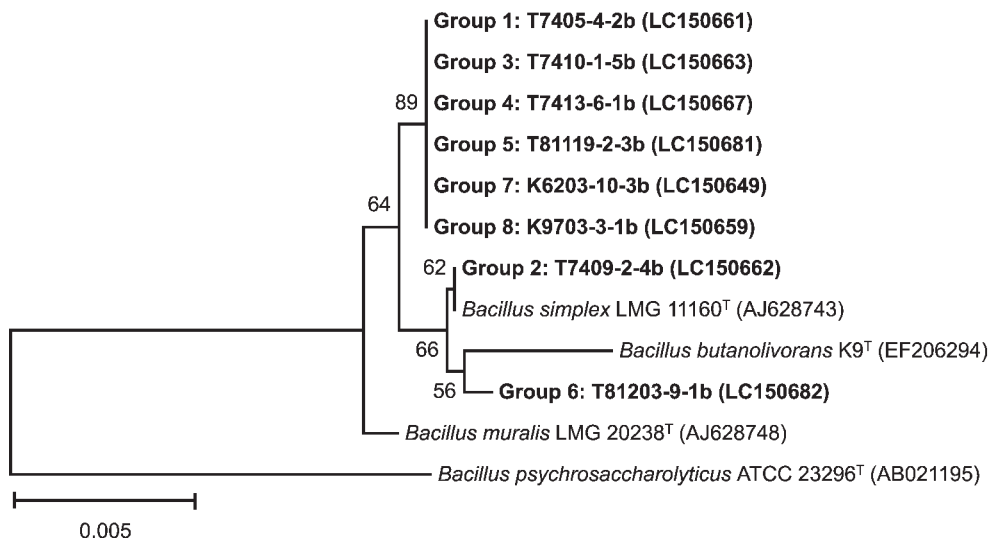 Group 1: T7405-4-2b (LC150661)
Group 3: T7410-1-5b (LC150663)
89 Group 4: T7413-6-1b (LC150667)
Group 5: T81119-2-3b (LC150681)
Group 7: K6203-10-3b (LC150649)
64
Group 8: K9703-3-1b (LC150659)
62 Group 2: T7409-2-4b (LC150662)
Bacillus simplex LMG 11160ᵀ (AJ628743)
66 Bacillus butanolivorans K9ᵀ (EF206294)
56 Group 6: T81203-9-1b (LC150682)
Bacillus muralis LMG 20238ᵀ (AJ628748)
Bacillus psychrosaccharolyticus ATCC 23296ᵀ (AB021195)
0.005